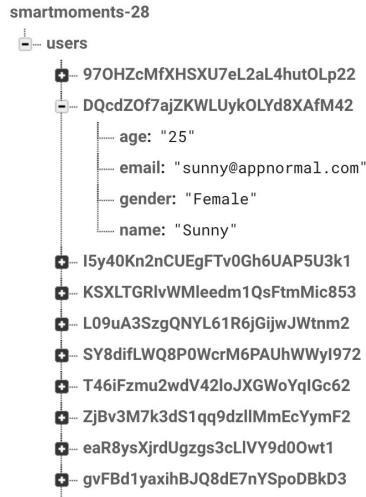 smartmoments-28
users
97OHZcMfXHSXU7eL2aL4hutOLp22
DQcdZOf7ajZKWLUykOLYd8XAfM42
age: "25"
email: "sunny@appnormal.com"
gender: "Female"
name: "Sunny"
I5y40Kn2nCUEgFTv0Gh6UAP5U3k1
KSXLTGRlvWMleedm1QsFtmMic853
L09uA3SzgQNYL61R6jGijwJWtnm2
SY8difLWQ8P0WcrM6PAUhWWyI972
T46iFzmu2wdV42loJXGWoYqIGc62
ZjBv3M7k3dS1qq9dzllMmEcYymF2
eaR8ysXjrdUgzgs3cLlVY9d0Owt1
gvFBd1yaxihBJQ8dE7nYSpoDBkD3